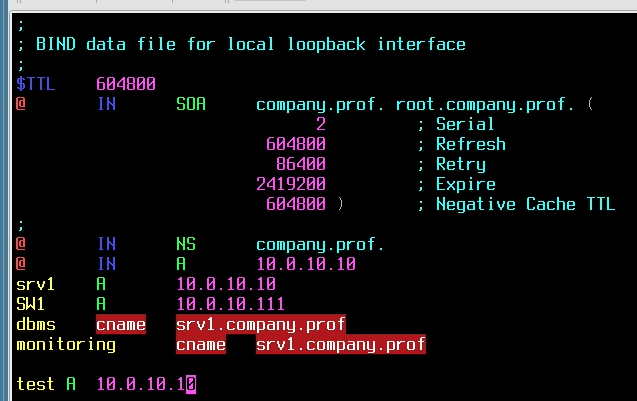 ;
; BIND data file for local loopback interface
;
$TTL    604800
@       IN      SOA     company.prof. root.company.prof. (
                              2         ; Serial
                         604800         ; Refresh
                          86400         ; Retry
                        2419200         ; Expire
                         604800 )       ; Negative Cache TTL
;
@       IN      NS      company.prof.
@       IN      A       10.0.10.10
srv1    A       10.0.10.10
SW1     A       10.0.10.111
dbms    cname   srv1.company.prof
monitoring      cname   srv1.company.prof
test A  10.0.10.10